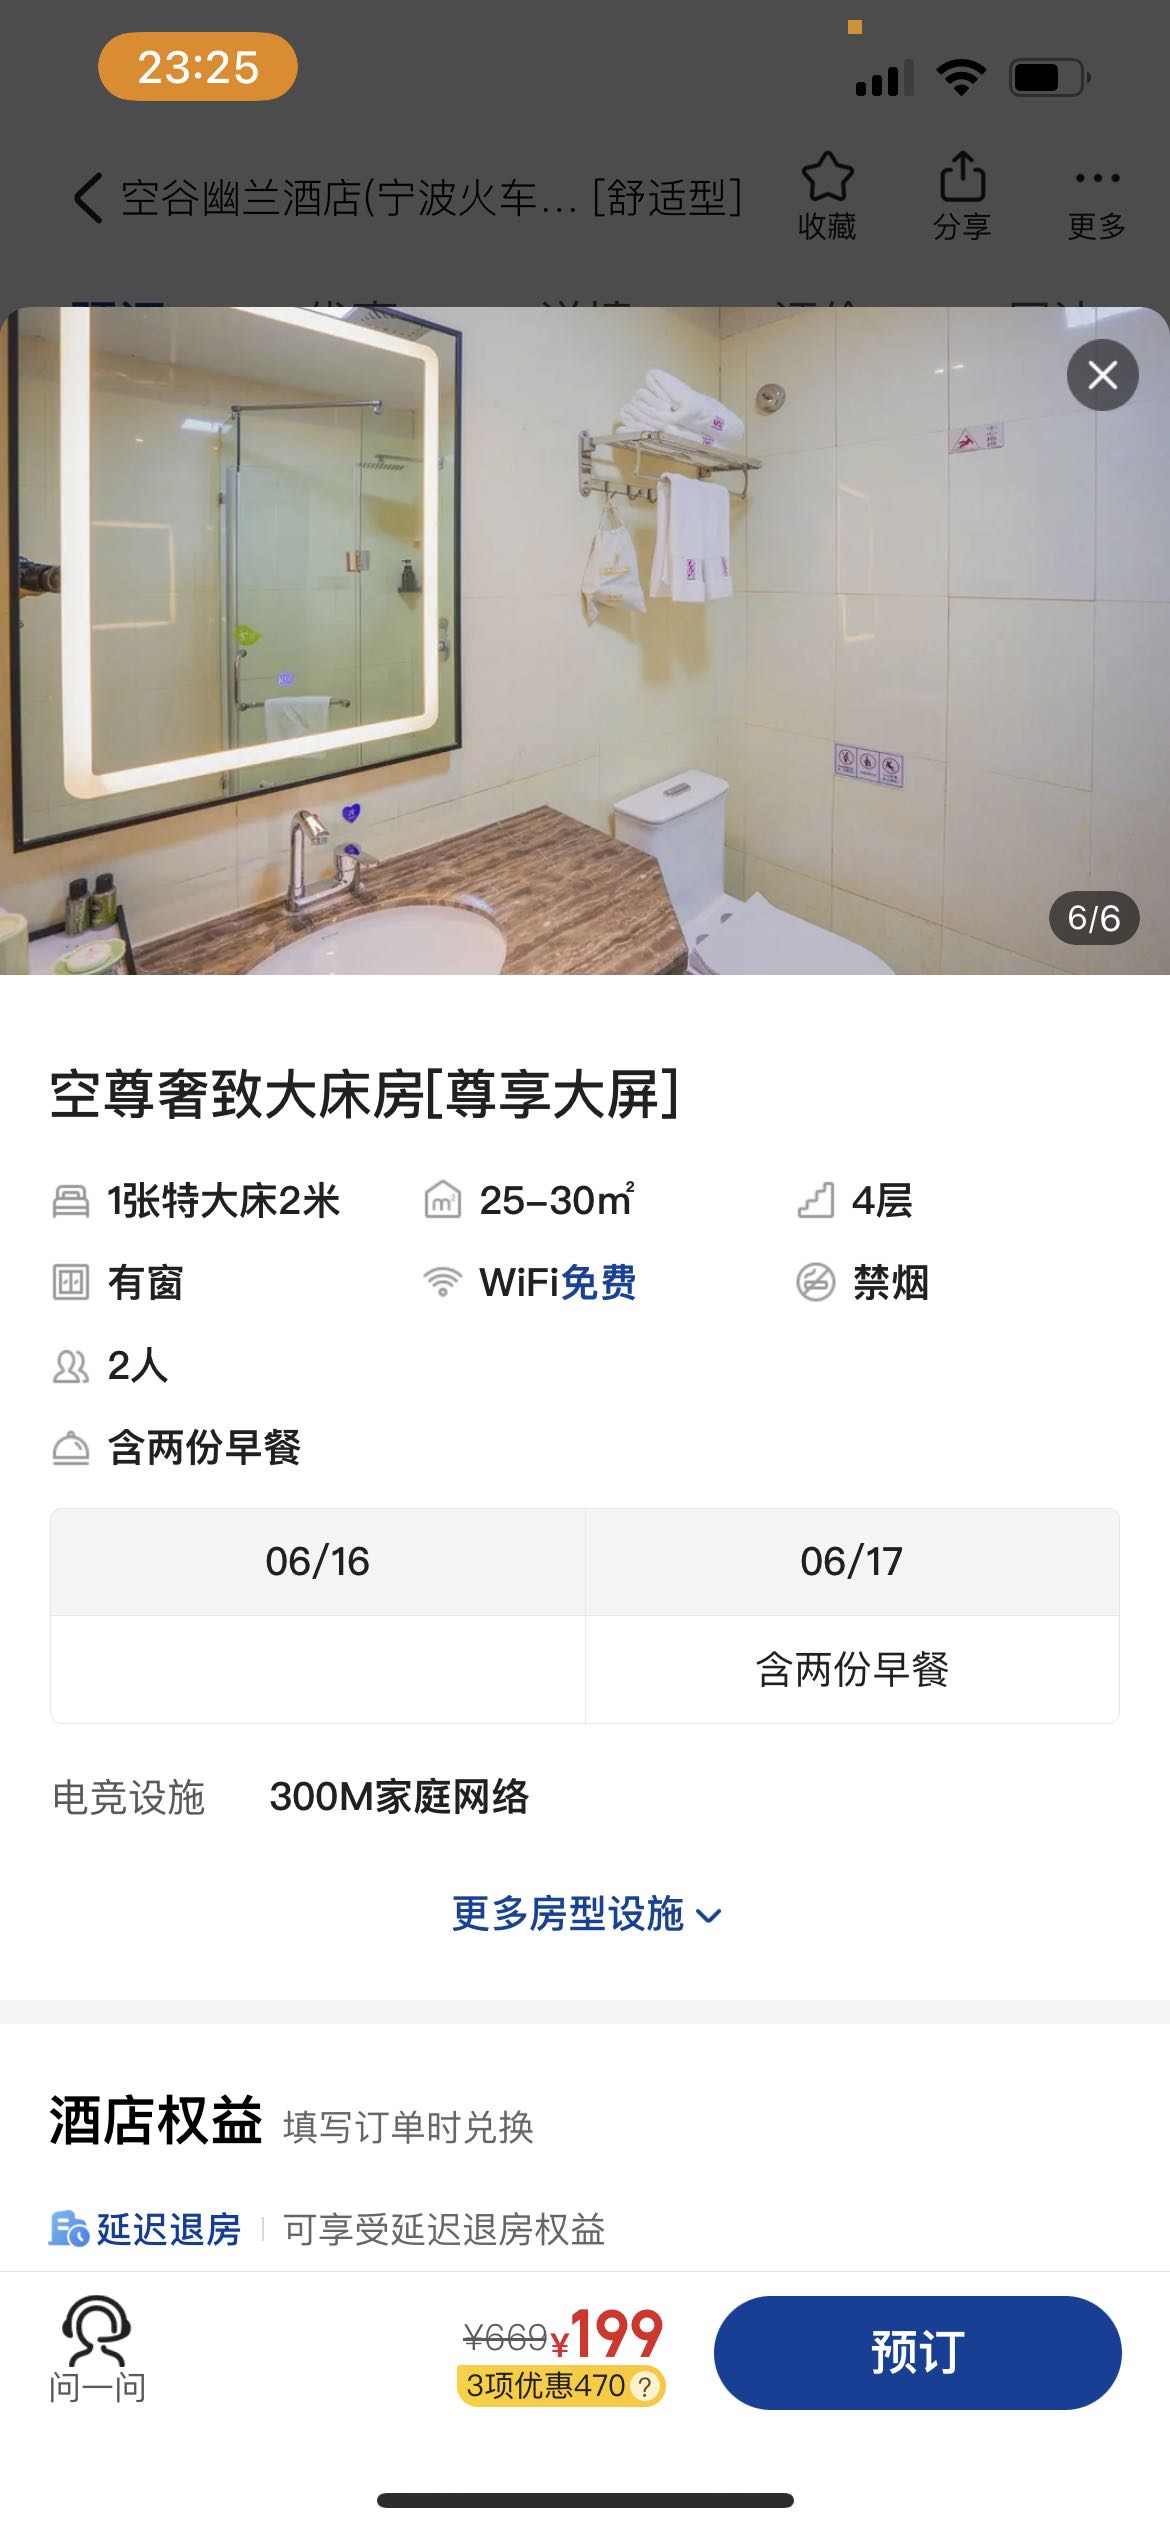 23:25
空谷幽兰酒店(宁波火车... [舒适型]
收藏
分享
更多
6/6
空尊奢致大床房[尊享大屏]
1张特大床2米
25-30㎡
4层
有窗
WiFi免费
禁烟
2人
含两份早餐
06/16
06/17
含两份早餐
电竞设施
300M家庭网络
更多房型设施
酒店权益 填写订单时兑换
延迟退房
可享受延迟退房权益
问一问
¥669
¥199
3项优惠470?
预订